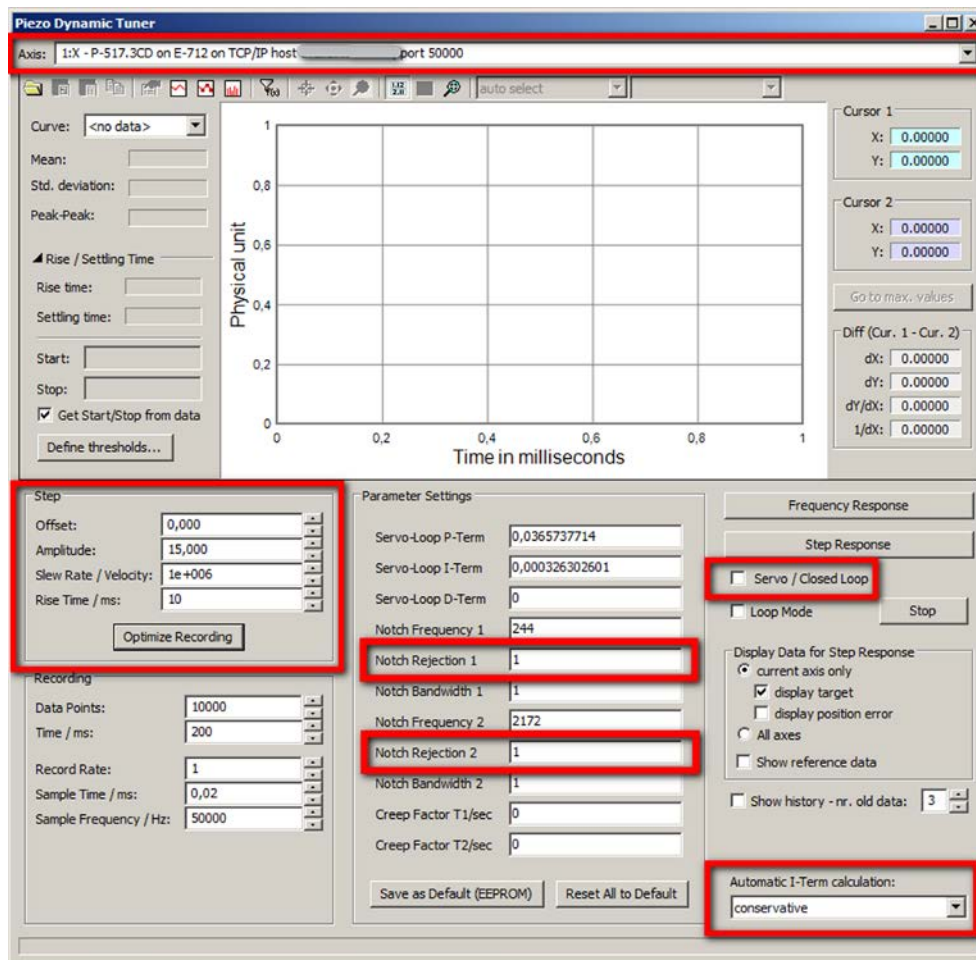 Piezo Dynamic Tuner
Axis: 1:X - P-517.3CD on E-712 on TCP/IP host port 50000
auto select
Curve: <no data>
Mean:
Std. deviation:
Peak-Peak:
Rise / Settling Time
Rise time:
Settling time:
Start:
Stop:
Get Start/Stop from data
Define thresholds...
Physical unit
1
0,8
0,6
0,4
0,2
0
0 0,2 0,4 0,6 0,8 1
Time in milliseconds
Cursor 1
X: 0.00000
Y: 0.00000
Cursor 2
X: 0.00000
Y: 0.00000
Go to max. values
Diff (Cur. 1 - Cur. 2)
dX: 0.00000
dY: 0.00000
dY/dX: 0.00000
1/dX: 0.00000
Step
Offset: 0,000
Amplitude: 15,000
Slew Rate / Velocity: 1e+006
Rise Time / ms: 10
Optimize Recording
Recording
Data Points: 10000
Time / ms: 200
Record Rate: 1
Sample Time / ms: 0,02
Sample Frequency / Hz: 50000
Parameter Settings
Servo-Loop P-Term 0,0365737714
Servo-Loop I-Term 0,000326302601
Servo-Loop D-Term 0
Notch Frequency 1 244
Notch Rejection 1 1
Notch Bandwidth 1 1
Notch Frequency 2 2172
Notch Rejection 2 1
Notch Bandwidth 2 1
Creep Factor T1/sec 0
Creep Factor T2/sec 0
Save as Default (EEPROM) Reset All to Default
Frequency Response
Step Response
Servo / Closed Loop
Loop Mode Stop
Display Data for Step Response
current axis only
display target
display position error
All axes
Show reference data
Show history - nr. old data: 3
Automatic I-Term calculation:
conservative